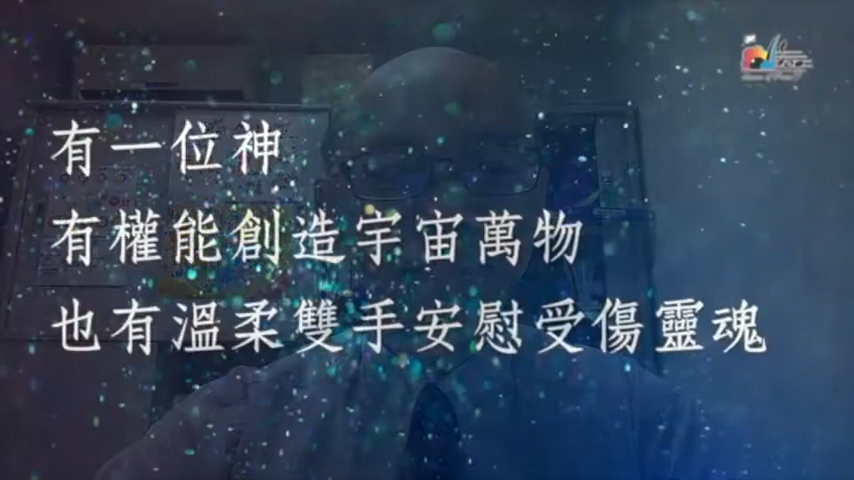 有一位神
有權能創造宇宙萬物
也有溫柔雙手安慰受傷靈魂